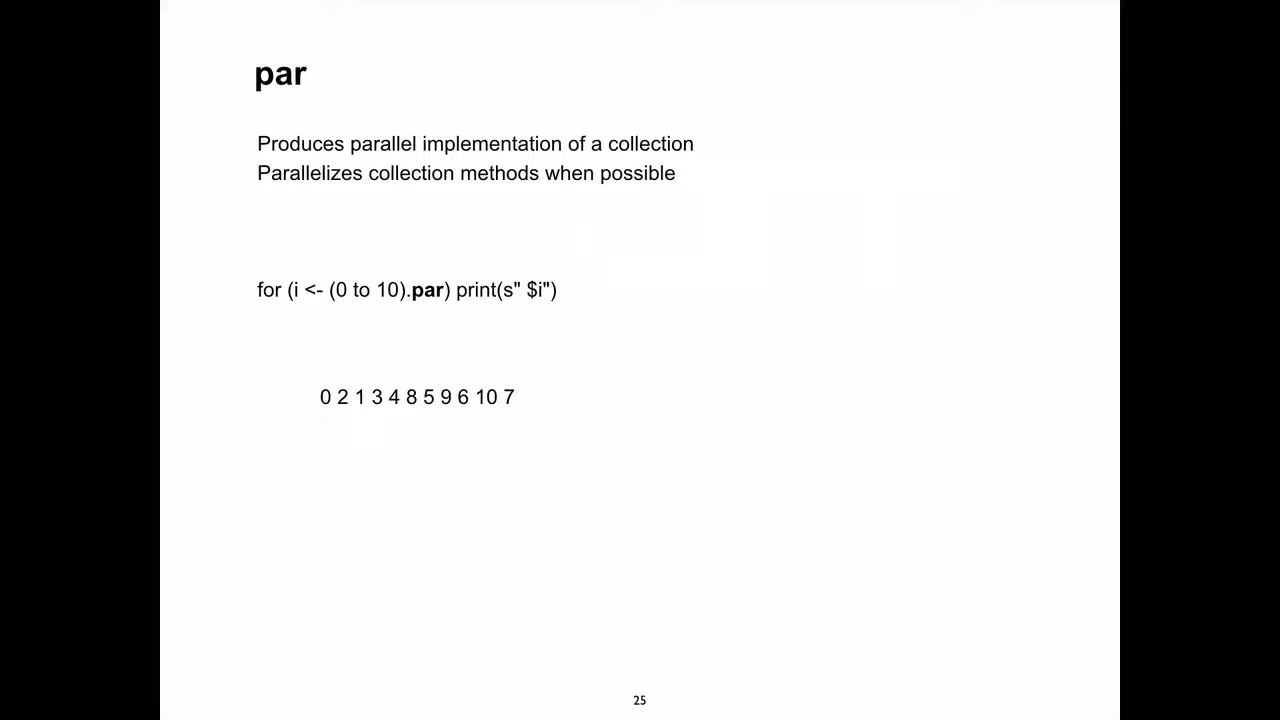 par
Produces parallel implementation of a collection
Parallelizes collection methods when possible
for (i <- (0 to 10).par) print(s" $i")
0 2 1 3 4 8 5 9 6 10 7
25